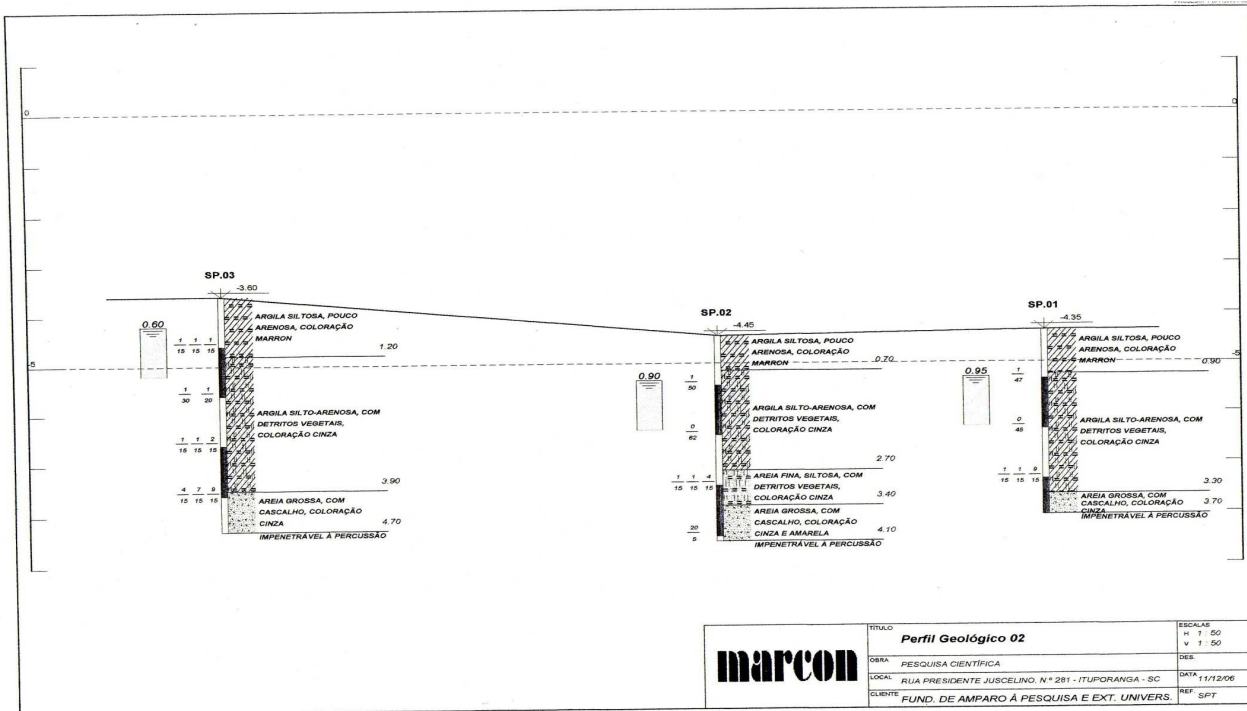 0
0
SP.03
-3.60
ARGILA SILTOSA, POUCO
ARENOSA, COLORAÇÃO
MARRON
0.60
1 1 1
15 15 15
1.20
-5
1 1
30 20
ARGILA SILTO-ARENOSA, COM
DETRITOS VEGETAIS,
COLORAÇÃO CINZA
1 1 2
15 15 15
3.90
4 7 9
15 15 15
AREIA GROSSA, COM
CASCALHO, COLORAÇÃO
CINZA
4.70
IMPENETRÁVEL À PERCUSSÃO
SP.02
-4.45
ARGILA SILTOSA, POUCO
ARENOSA, COLORAÇÃO
MARRON
0.70
0.90
1
50
ARGILA SILTO-ARENOSA, COM
DETRITOS VEGETAIS,
COLORAÇÃO CINZA
0
62
2.70
1 1 4
15 15 15
AREIA FINA, SILTOSA, COM
DETRITOS VEGETAIS,
COLORAÇÃO CINZA
3.40
AREIA GROSSA, COM
CASCALHO, COLORAÇÃO
CINZA E AMARELA
4.10
20
5
IMPENETRÁVEL À PERCUSSÃO
SP.01
-4.35
ARGILA SILTOSA, POUCO
ARENOSA, COLORAÇÃO
MARRON
-5
0.90
0.95
1
47
ARGILA SILTO-ARENOSA, COM
DETRITOS VEGETAIS,
COLORAÇÃO CINZA
0
45
1 1 9
15 15 15
3.30
AREIA GROSSA, COM
CASCALHO, COLORAÇÃO
CINZA
3.70
IMPENETRÁVEL À PERCUSSÃO
marcon
TÍTULO
Perfil Geológico 02
ESCALAS
H 1 : 50
V 1 : 50
OBRA PESQUISA CIENTÍFICA
DES.
LOCAL RUA PRESIDENTE JUSCELINO, N.º 281 - ITUPORANGA - SC
DATA 11/12/06
CLIENTE FUND. DE AMPARO À PESQUISA E EXT. UNIVERS.
REF. SPT